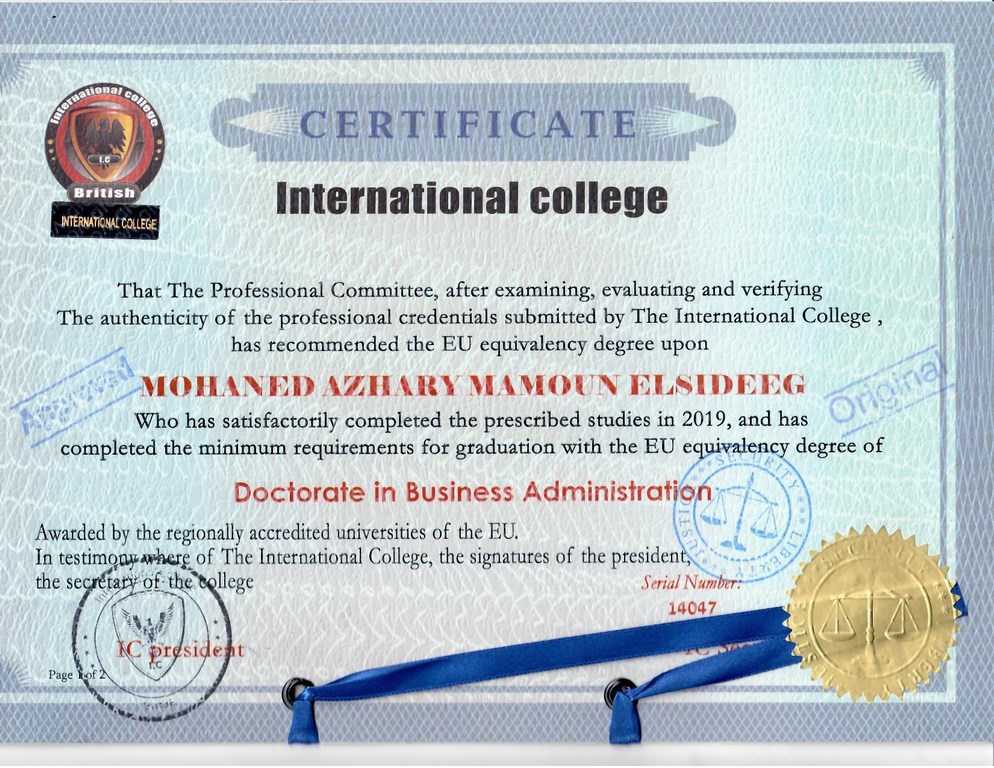 International college
I.C
British
INTERNATIONAL COLLEGE
CERTIFICATE
International college
That The Professional Committee, after examining, evaluating and verifying
The authenticity of the professional credentials submitted by The International College ,
has recommended the EU equivalency degree upon
Approved
MOHANED AZHARY MAMOUN ELSIDEEG
Original
Who has satisfactorily completed the prescribed studies in 2019, and has
completed the minimum requirements for graduation with the EU equivalency degree of
Doctorate in Business Administration
SECURITY LIBERTY JUSTICE
Awarded by the regionally accredited universities of the EU.
In testimony where of The International College, the signatures of the president,
the secretary of the college
Serial Number:
14047
IC president
I.C
IC
Page 1 of 2